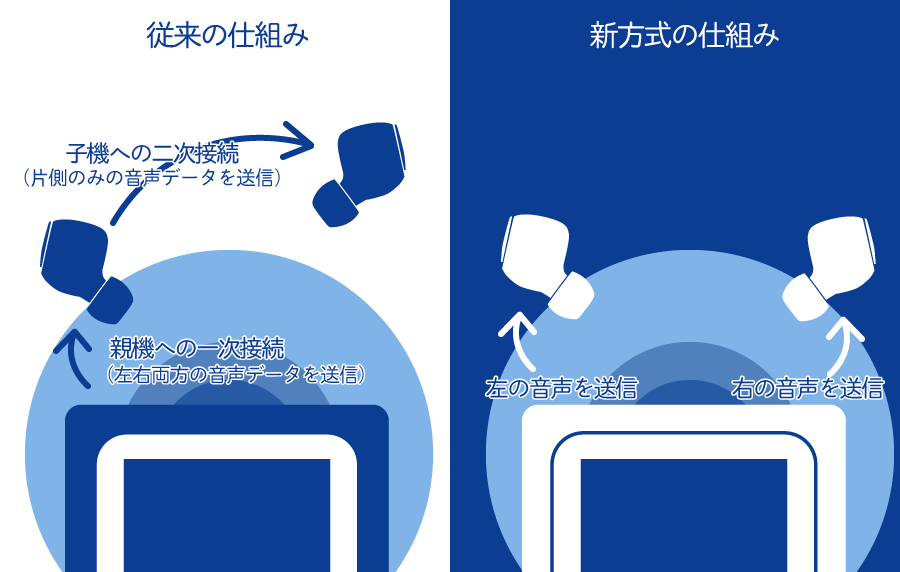 従来の仕組み
子機への二次接続
（片側のみの音声データを送信）
親機への一次接続
（左右両方の音声データを送信）
新方式の仕組み
左の音声を送信
右の音声を送信